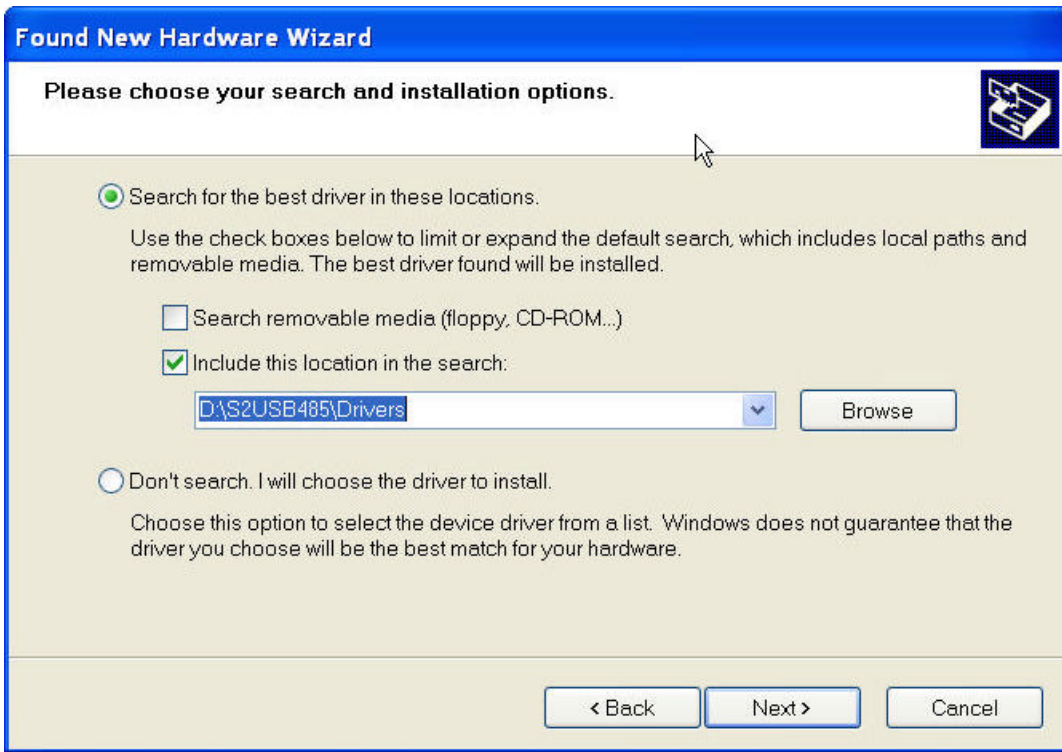 Found New Hardware Wizard
Please choose your search and installation options.
Search for the best driver in these locations.
Use the check boxes below to limit or expand the default search, which includes local paths and
removable media. The best driver found will be installed.
Search removable media (floppy, CD-ROM...)
Include this location in the search:
D:\S2USB485\Drivers
Browse
Don't search. I will choose the driver to install.
Choose this option to select the device driver from a list. Windows does not guarantee that the
driver you choose will be the best match for your hardware.
< Back Next > Cancel